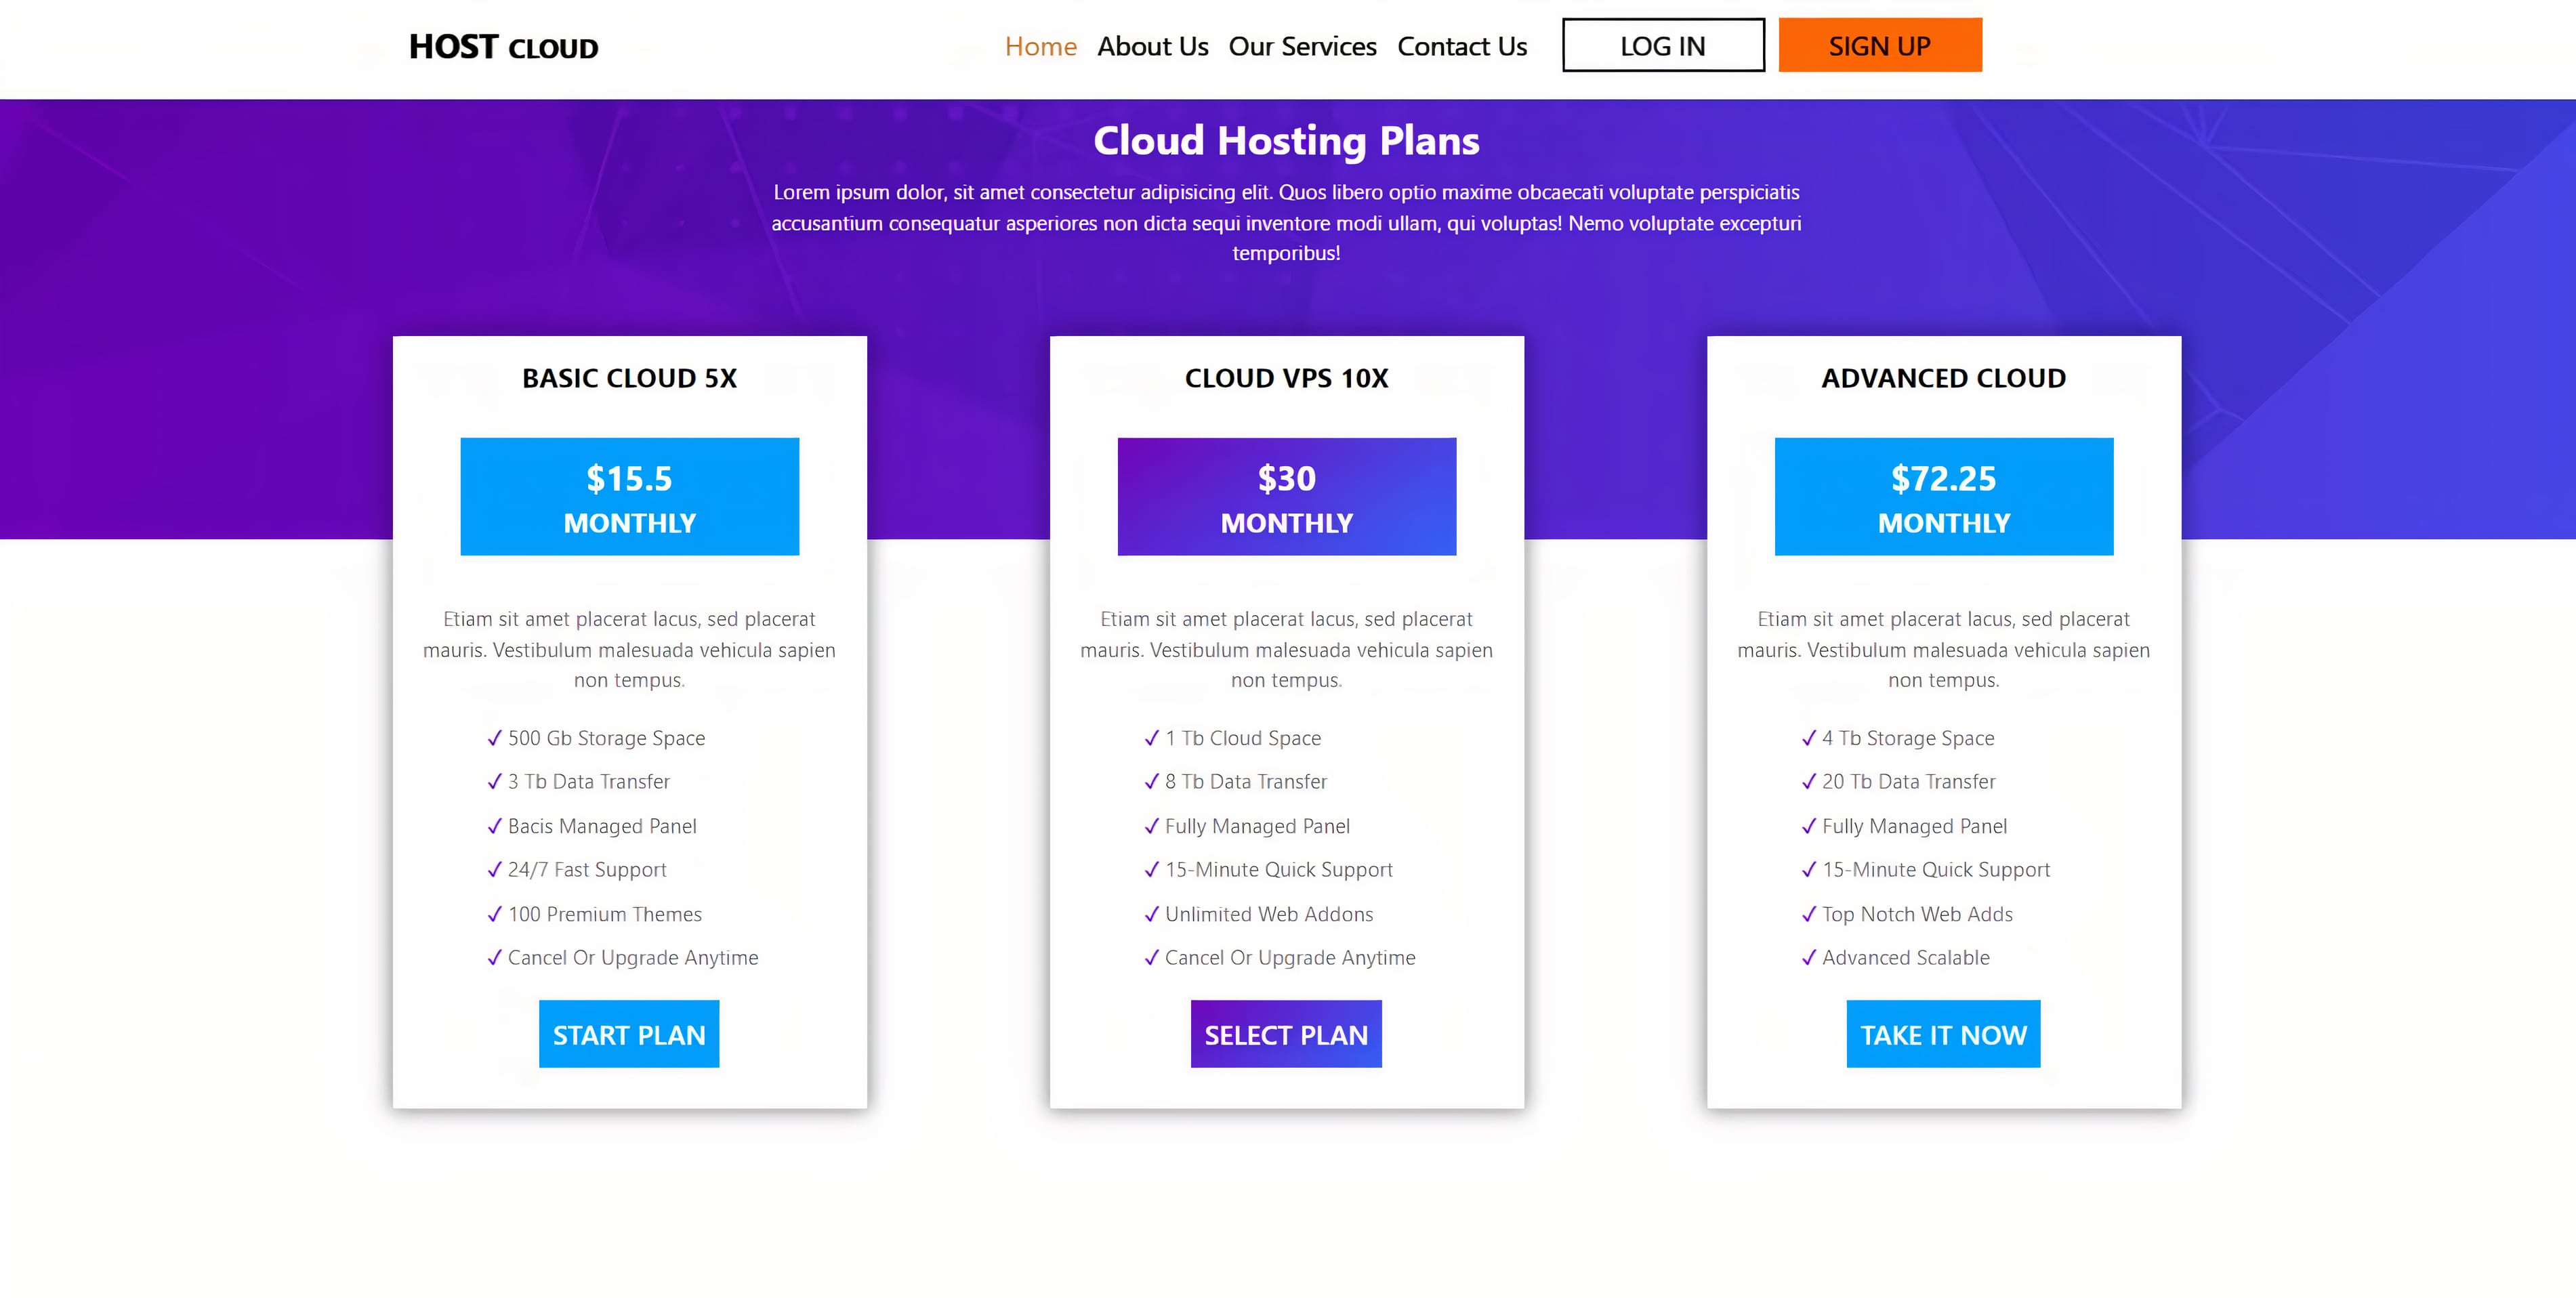 HOST CLOUD
Home About Us Our Services Contact Us LOG IN SIGN UP
Cloud Hosting Plans
Lorem ipsum dolor, sit amet consectetur adipisicing elit. Quos libero optio maxime obcaecati voluptate perspiciatis
accusantium consequatur asperiores non dicta sequi inventore modi ullam, qui voluptas! Nemo voluptate excepturi
temporibus!
BASIC CLOUD 5X
$15.5
MONTHLY
Etiam sit amet placerat lacus, sed placerat
mauris. Vestibulum malesuada vehicula sapien
non tempus.
✓ 500 Gb Storage Space
✓ 3 Tb Data Transfer
✓ Bacis Managed Panel
✓ 24/7 Fast Support
✓ 100 Premium Themes
✓ Cancel Or Upgrade Anytime
START PLAN
CLOUD VPS 10X
$30
MONTHLY
Etiam sit amet placerat lacus, sed placerat
mauris. Vestibulum malesuada vehicula sapien
non tempus.
✓ 1 Tb Cloud Space
✓ 8 Tb Data Transfer
✓ Fully Managed Panel
✓ 15-Minute Quick Support
✓ Unlimited Web Addons
✓ Cancel Or Upgrade Anytime
SELECT PLAN
ADVANCED CLOUD
$72.25
MONTHLY
Etiam sit amet placerat lacus, sed placerat
mauris. Vestibulum malesuada vehicula sapien
non tempus.
✓ 4 Tb Storage Space
✓ 20 Tb Data Transfer
✓ Fully Managed Panel
✓ 15-Minute Quick Support
✓ Top Notch Web Adds
✓ Advanced Scalable
TAKE IT NOW